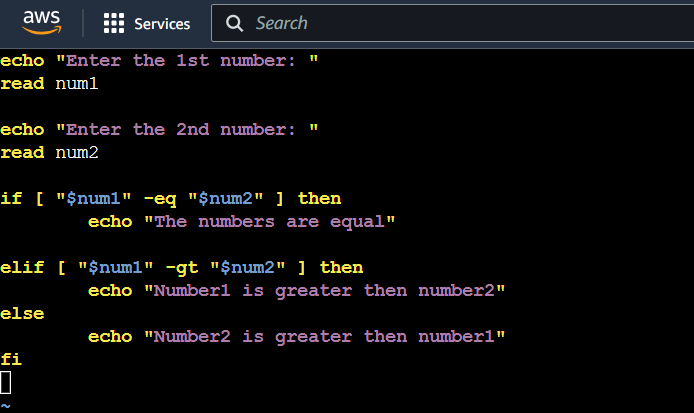 aws Services Search
echo "Enter the 1st number: "
read num1
echo "Enter the 2nd number: "
read num2
if [ "$num1" -eq "$num2" ] then
echo "The numbers are equal"
elif [ "$num1" -gt "$num2" ] then
echo "Number1 is greater then number2"
else
echo "Number2 is greater then number1"
fi
~